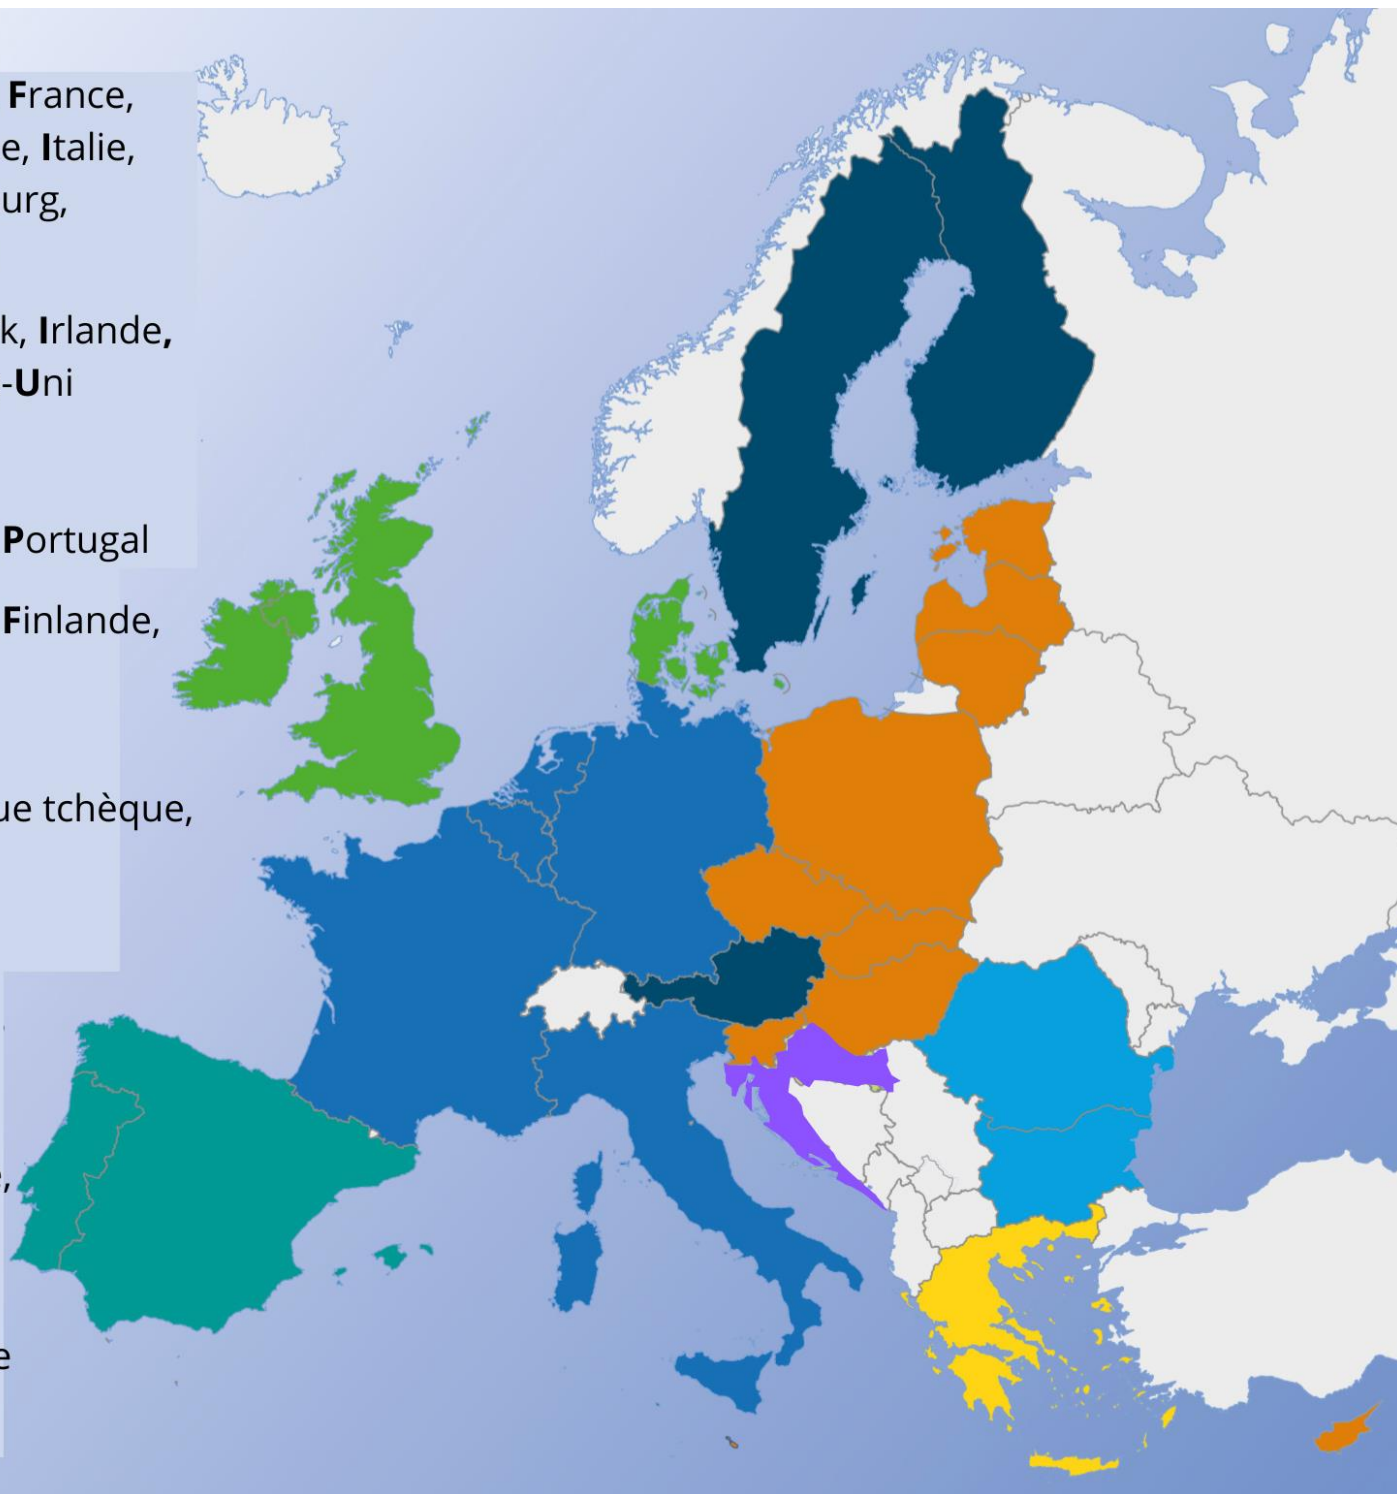 France,
e, Italie,
urg,
k, Irlande,
-Uni
Portugal
Finlande,
ue tchèque,
,
e